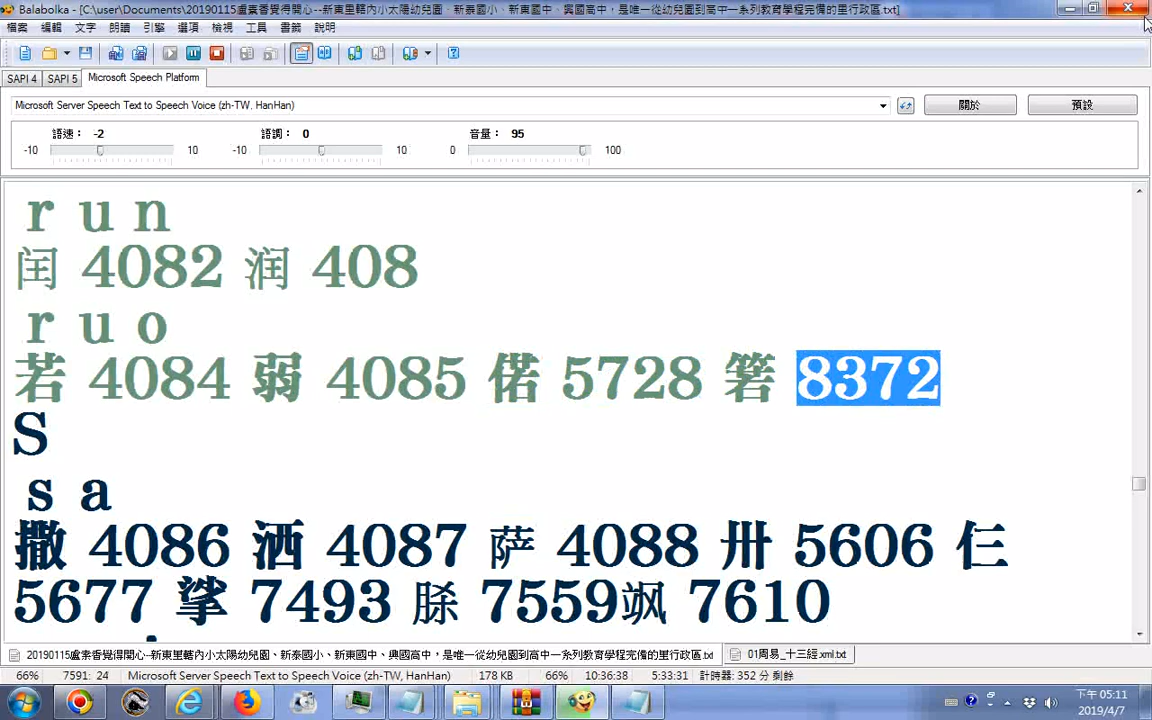 Balabolka - [C:\user\Documents\20190115盧素香覺得開心--新東里轄內小太陽幼兒園、新泰國小、新東國中、興國高中，是唯一從幼兒園到高中一系列教育學程完備的里行政區.txt]
檔案 編輯 文字 朗讀 引擎 選項 檢視 工具 書籤 說明
SAPI 4 SAPI 5 Microsoft Speech Platform
Microsoft Server Speech Text to Speech Voice (zh-TW, HanHan) 關於 預設
語速： -2 語調： 0 音量： 95
-10 10 -10 10 0 100
r u n
闰 4082 润 408
r u o
若 4084 弱 4085 偌 5728 箬 8372
S
s a
撒 4086 洒 4087 萨 4088 卅 5606 仨
5677 挲 7493 脎 7559飒 7610
20190115盧素香覺得開心--新東里轄內小太陽幼兒園、新泰國小、新東國中、興國高中，是唯一從幼兒園到高中一系列教育學程完備的里行政區.txt 01周易_十三經.xml.txt
66% 7591: 24 Microsoft Server Speech Text to Speech Voice (zh-TW, HanHan) 178 KB 66% 10:36:38 5:33:31 計時器: 352 分 剩餘
下午 05:11
2019/4/7